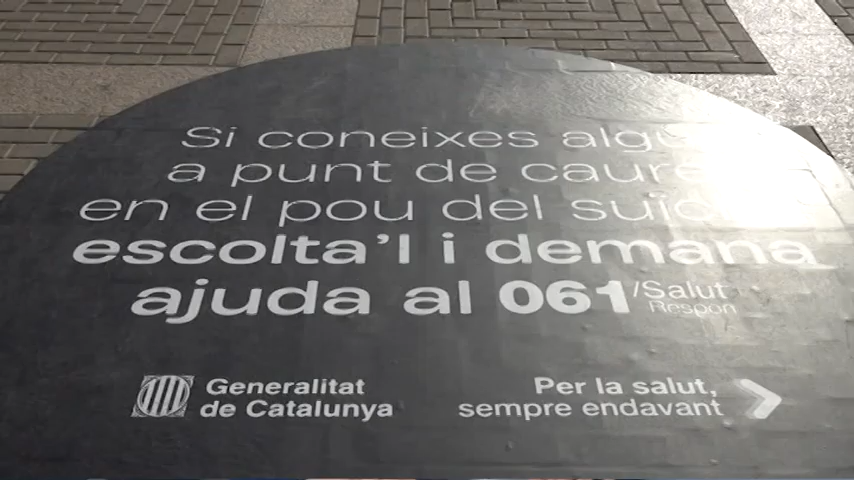 Si coneixes algú
a punt de caure
en el pou del
escolta'l i demana
ajuda al 061/Salut
Respon
Generalitat
de Catalunya
Per la salut,
sempre endavant